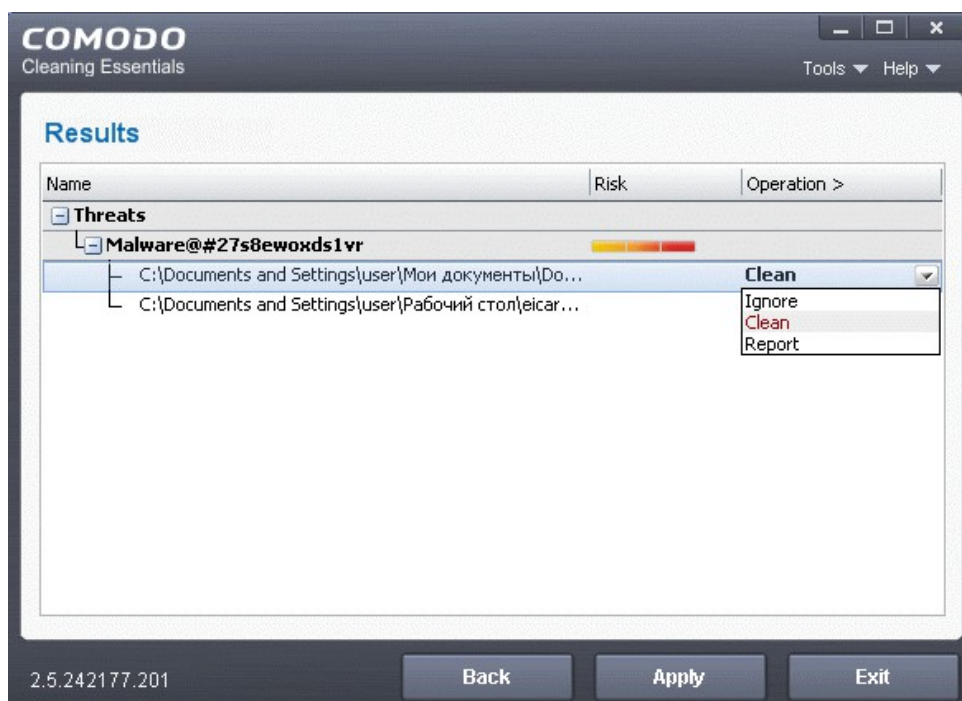 COMODO
Cleaning Essentials
Tools Help
Results
Name Risk Operation >
Threats
Malware@#27s8ewoxds1vr
C:\Documents and Settings\user\Мои документы\Do... Clean
C:\Documents and Settings\user\Рабочий стол\eicar...
Ignore
Clean
Report
2.5.242177.201 Back Apply Exit